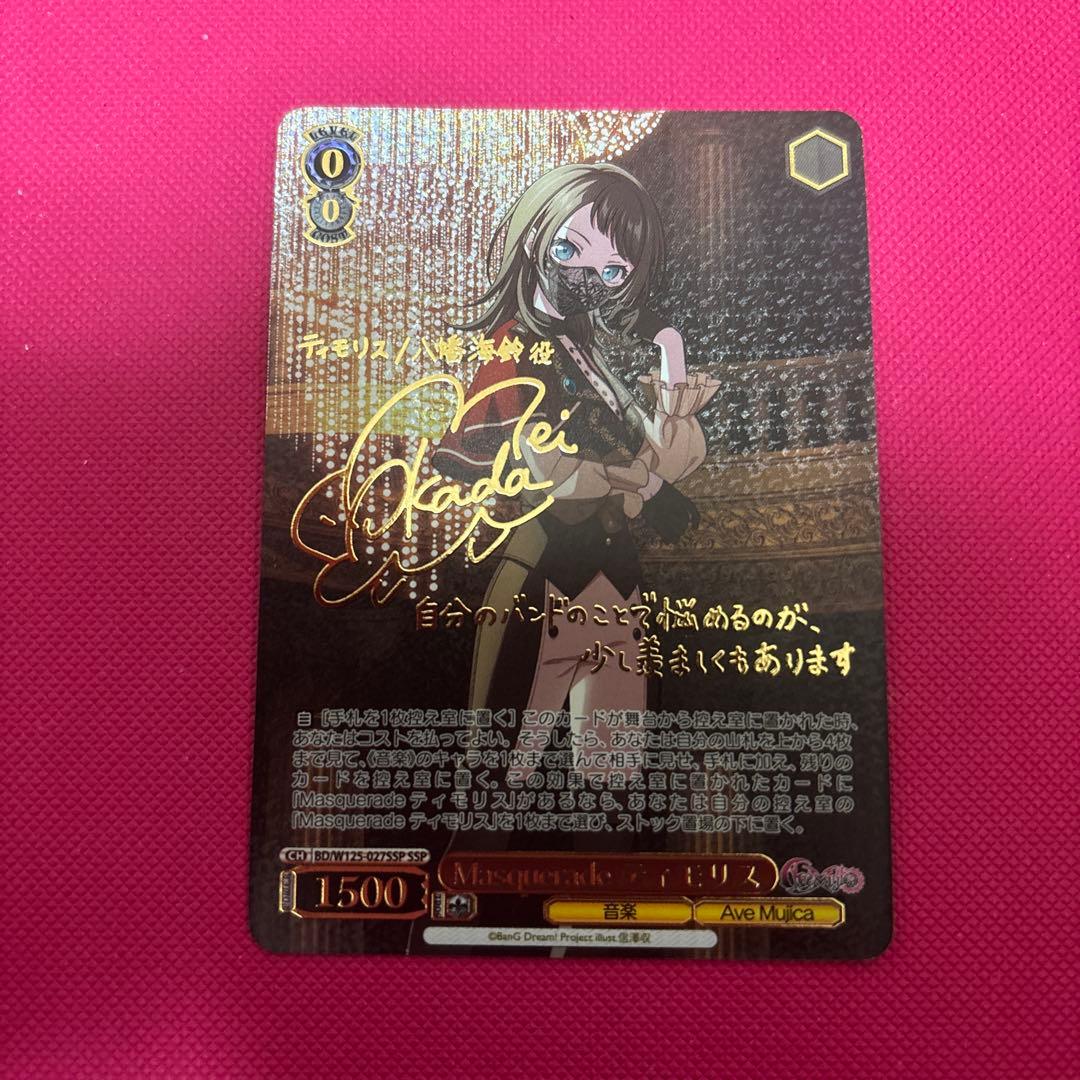 LEVEL
0
0
COST
ティモリス/八幡海鈴役
Mei
Okada
自分のバンドのことで悩めるのが、
少し羨ましくもあります
自［手札を1枚控え室に置く］このカードが舞台から控え室に置かれた時、
あなたはコストを払ってよい。そうしたら、あなたは自分の山札を上から4枚
まで見て、《音楽》のキャラを1枚まで選んで相手に見せ、手札に加え、残りの
カードを控え室に置く。この効果で控え室に置かれたカードに
「Masquerade ティモリス」があるなら、あなたは自分の控え室の
「Masquerade ティモリス」を1枚まで選び、ストック置場の下に置く。
CH BD/W125-027SSP SSP
1500 Masquerade ティモリス
音楽 Ave Mujica
©BanG Dream! Project illust.信澤収